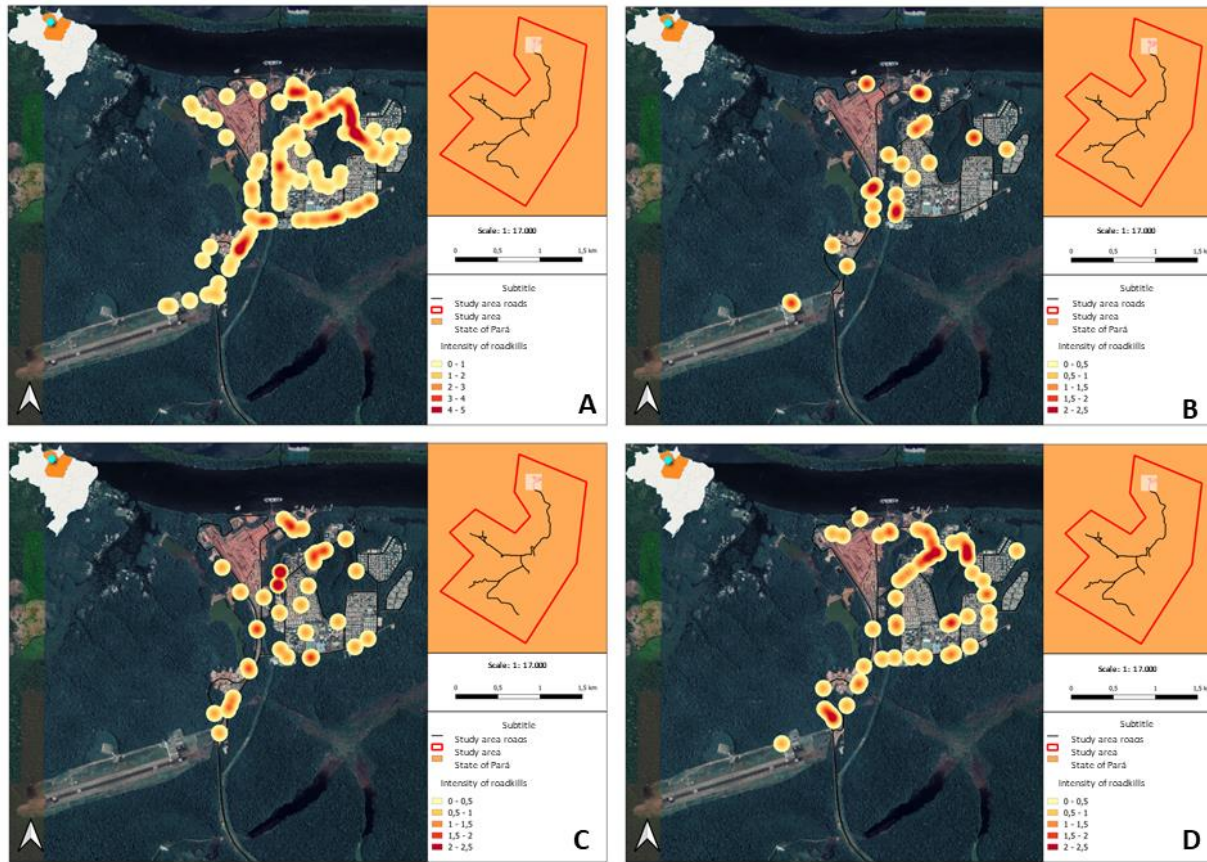 Scale: 1: 17.000
0 0,5 1 1,5 km
Subtitle
Study area roads
Study area
State of Pará
Intensity of roadkills
0 - 1
1 - 2
2 - 3
3 - 4
4 - 5
A
Scale: 1: 17.000
0 0,5 1 1,5 km
Subtitle
Study area roads
Study area
State of Pará
Intensity of roadkills
0 - 0,5
0,5 - 1
1 - 1,5
1,5 - 2
2 - 2,5
B
Scale: 1: 17.000
0 0,5 1 1,5 km
Subtitle
Study area roads
Study area
State of Pará
Intensity of roadkills
0 - 0,5
0,5 - 1
1 - 1,5
1,5 - 2
2 - 2,5
C
Scale: 1: 17.000
0 0,5 1 1,5 km
Subtitle
Study area roads
Study area
State of Pará
Intensity of roadkills
0 - 0,5
0,5 - 1
1 - 1,5
1,5 - 2
2 - 2,5
D